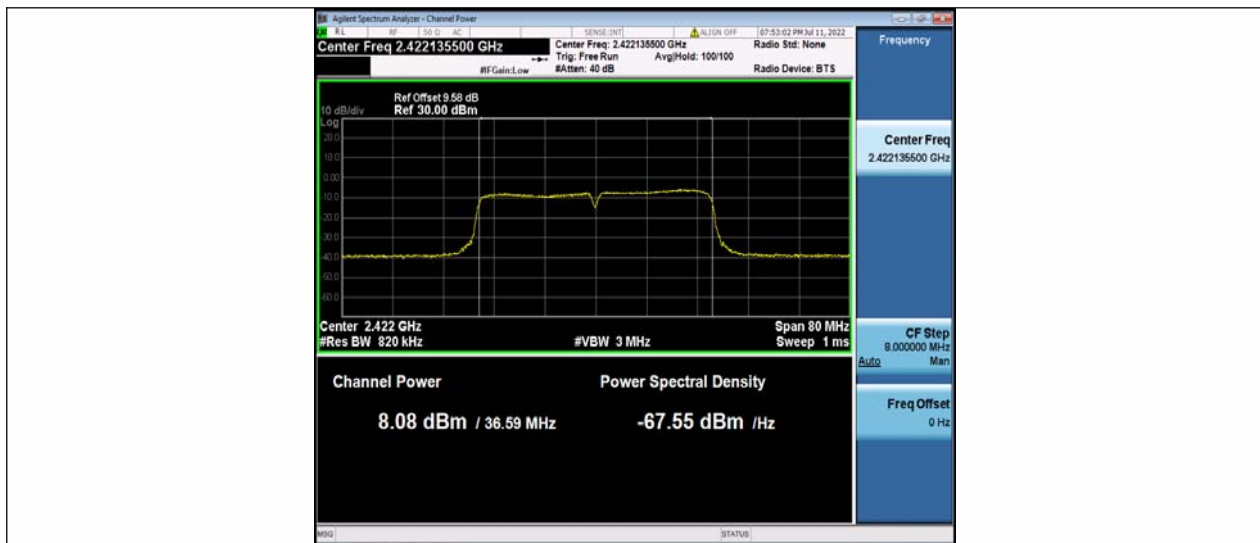 Agilent Spectrum Analyzer - Channel Power
RL RF 50 Ω AC SENSE:INT ALIGN OFF 07:53:02 PM Jul 11, 2022
Center Freq 2.422135500 GHz
Center Freq: 2.422135500 GHz Radio Std: None
Trig: Free Run Avg|Hold: 100/100
#IFGain:Low #Atten: 40 dB Radio Device: BTS
Ref Offset 9.58 dB
10 dB/div Ref 30.00 dBm
Log
20.0
10.0
0.00
-10.0
-20.0
-30.0
-40.0
-50.0
-60.0
Center 2.422 GHz Span 80 MHz
#Res BW 820 kHz #VBW 3 MHz Sweep 1 ms
Channel Power Power Spectral Density
8.08 dBm / 36.59 MHz -67.55 dBm /Hz
MSG STATUS
Frequency
Center Freq
2.422135500 GHz
CF Step
8.000000 MHz
Auto Man
Freq Offset
0 Hz